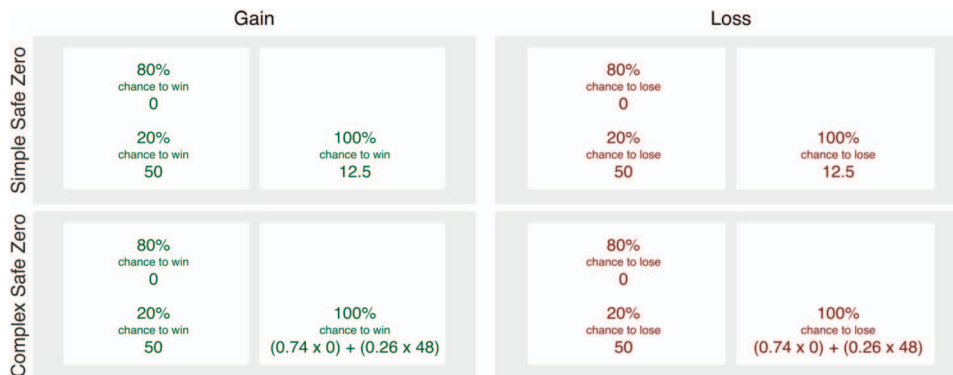 Gain
Loss
Simple Safe Zero
80%
chance to win
0
20%
chance to win
50
100%
chance to win
12.5
80%
chance to lose
0
20%
chance to lose
50
100%
chance to lose
12.5
Complex Safe Zero
80%
chance to win
0
20%
chance to win
50
100%
chance to win
(0.74 x 0) + (0.26 x 48)
80%
chance to lose
0
20%
chance to lose
50
100%
chance to lose
(0.74 x 0) + (0.26 x 48)